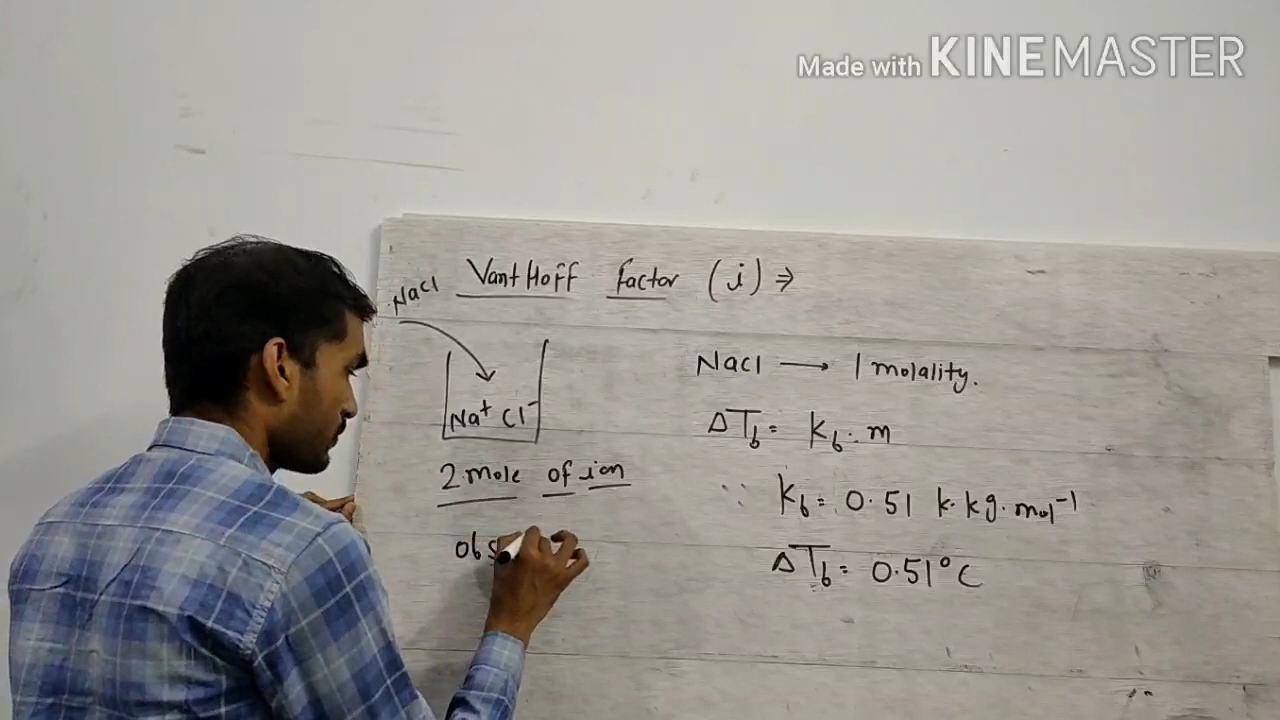 Made with KINEMASTER
Vant Hoff factor (i) ⇒
NaCl
Na⁺ Cl⁻
2 mole of ion
obs
NaCl → 1 molality.
ΔT_b = K_b . m
∵ K_b = 0.51 k.kg.mol⁻¹
ΔT_b = 0.51°C